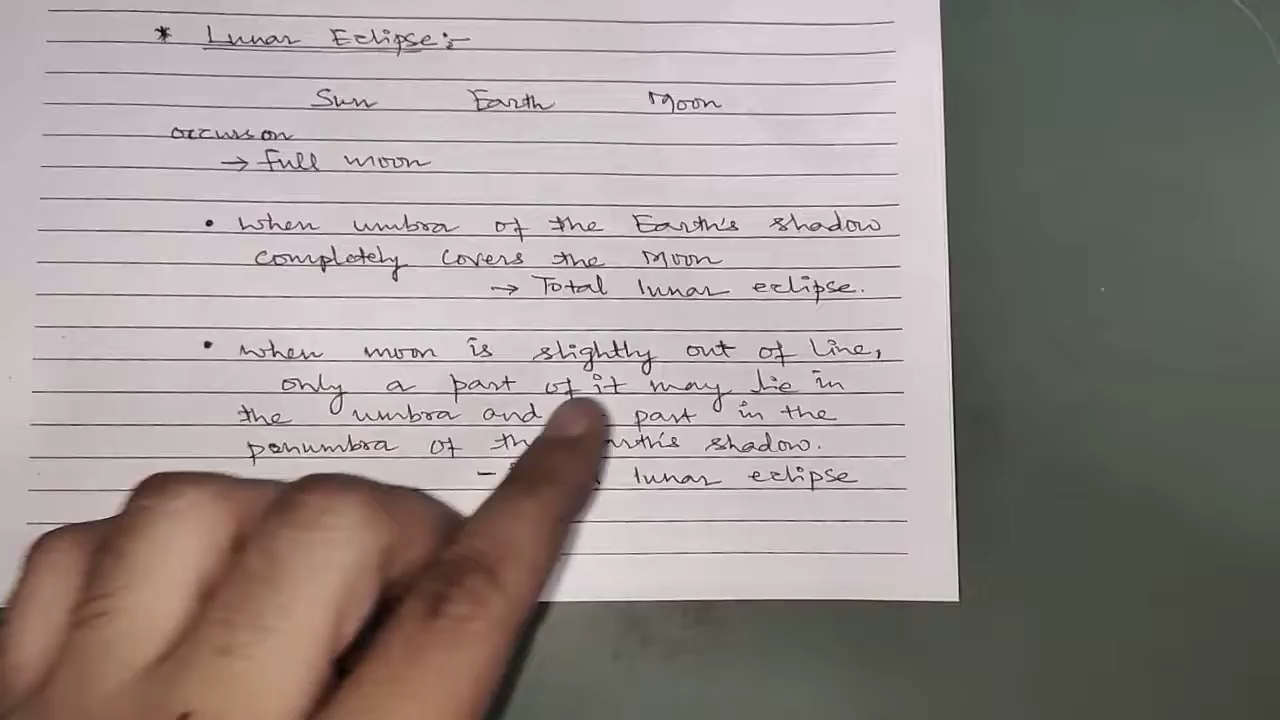 * Lunar Eclipse:-
Sun Earth Moon
occurs on
→ Full moon
• When umbra of the Earth's shadow
completely covers the Moon
→ Total lunar eclipse.
• When moon is slightly out of line,
only a part of it may lie in
the umbra and part in the
penumbra of the shadow.
- lunar eclipse